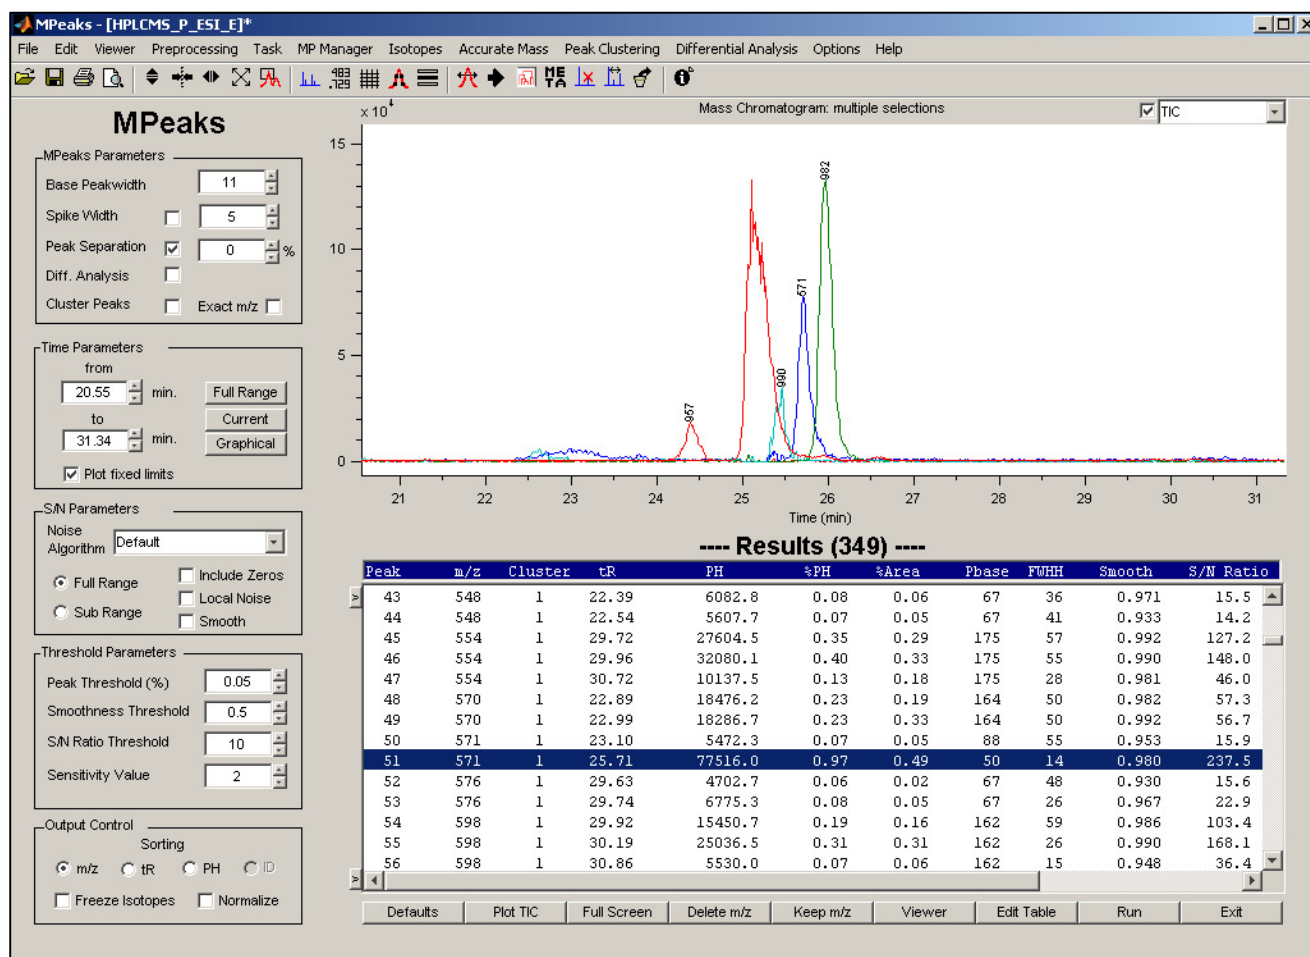 MPeaks - [HPLCMS_P_ESI_E]*
File Edit Viewer Preprocessing Task MP Manager Isotopes Accurate Mass Peak Clustering Differential Analysis Options Help
META
MPeaks
MPeaks Parameters
Base Peakwidth 11
Spike Width 5
Peak Separation 0 %
Diff. Analysis
Cluster Peaks Exact m/z
Time Parameters
from
20.55 min. Full Range
to Current
31.34 min. Graphical
Plot fixed limits
S/N Parameters
Noise
Algorithm Default
Full Range Include Zeros
Local Noise
Sub Range Smooth
Threshold Parameters
Peak Threshold (%) 0.05
Smoothness Threshold 0.5
S/N Ratio Threshold 10
Sensitivity Value 2
Output Control
Sorting
m/z tR PH ID
Freeze Isotopes Normalize
x 10⁴ Mass Chromatogram: multiple selections TIC
15
10
5
0
982
571
990
957
21 22 23 24 25 26 27 28 29 30 31
Time (min)
---- Results (349) ----
Peak m/z Cluster tR PH %PH %Area Pbase FWHH Smooth S/N Ratio
43 548 1 22.39 6082.8 0.08 0.06 67 36 0.971 15.5
44 548 1 22.54 5607.7 0.07 0.05 67 41 0.933 14.2
45 554 1 29.72 27604.5 0.35 0.29 175 57 0.992 127.2
46 554 1 29.96 32080.1 0.40 0.33 175 55 0.990 148.0
47 554 1 30.72 10137.5 0.13 0.18 175 28 0.981 46.0
48 570 1 22.89 18476.2 0.23 0.19 164 50 0.982 57.3
49 570 1 22.99 18286.7 0.23 0.33 164 50 0.992 56.7
50 571 1 23.10 5472.3 0.07 0.05 88 55 0.953 15.9
51 571 1 25.71 77516.0 0.97 0.49 50 14 0.980 237.5
52 576 1 29.63 4702.7 0.06 0.02 67 48 0.930 15.6
53 576 1 29.74 6775.3 0.08 0.05 67 26 0.967 22.9
54 598 1 29.92 15450.7 0.19 0.16 162 59 0.986 103.4
55 598 1 30.19 25036.5 0.31 0.31 162 26 0.990 168.1
56 598 1 30.86 5530.0 0.07 0.06 162 15 0.948 36.4
Defaults Plot TIC Full Screen Delete m/z Keep m/z Viewer Edit Table Run Exit